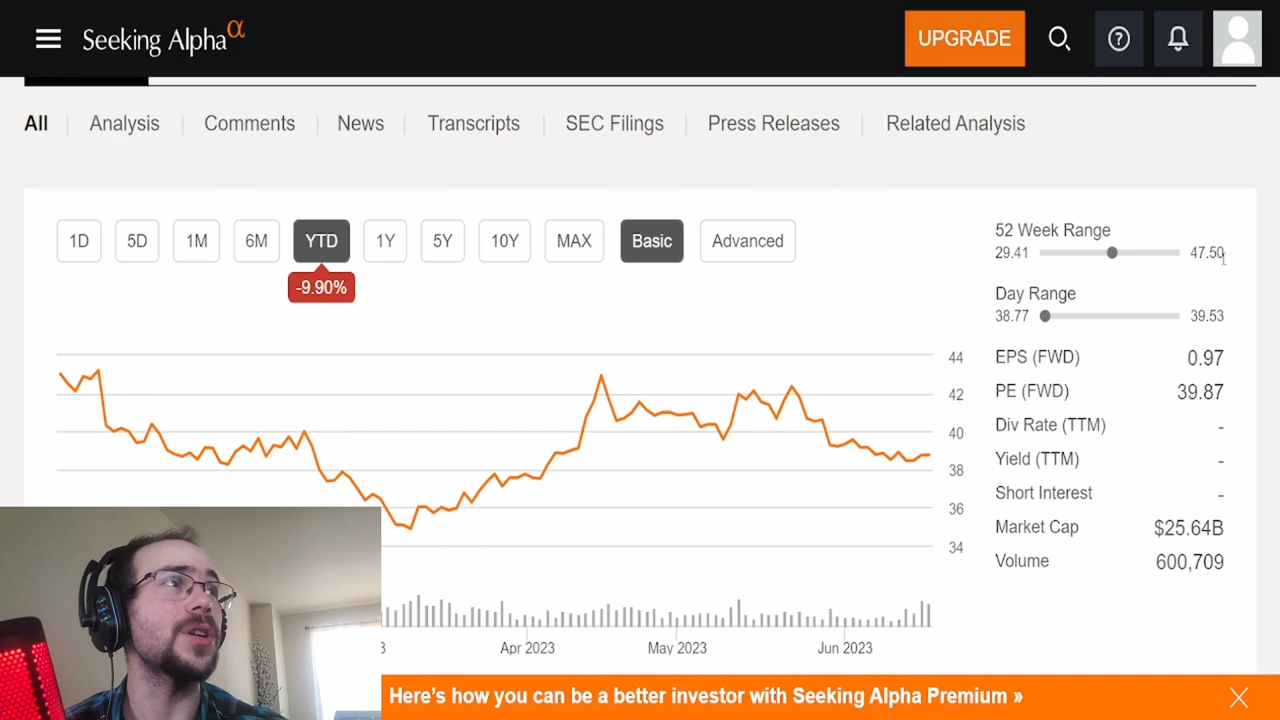 Seeking Alpha α
UPGRADE
All
Analysis
Comments
News
Transcripts
SEC Filings
Press Releases
Related Analysis
1D
5D
1M
6M
YTD
1Y
5Y
10Y
MAX
Basic
Advanced
-9.90%
52 Week Range
29.41
47.50
Day Range
38.77
39.53
EPS (FWD) 0.97
PE (FWD) 39.87
Div Rate (TTM) -
Yield (TTM) -
Short Interest -
Market Cap $25.64B
Volume 600,709
44
42
40
38
36
34
3
Apr 2023
May 2023
Jun 2023
Here's how you can be a better investor with Seeking Alpha Premium »